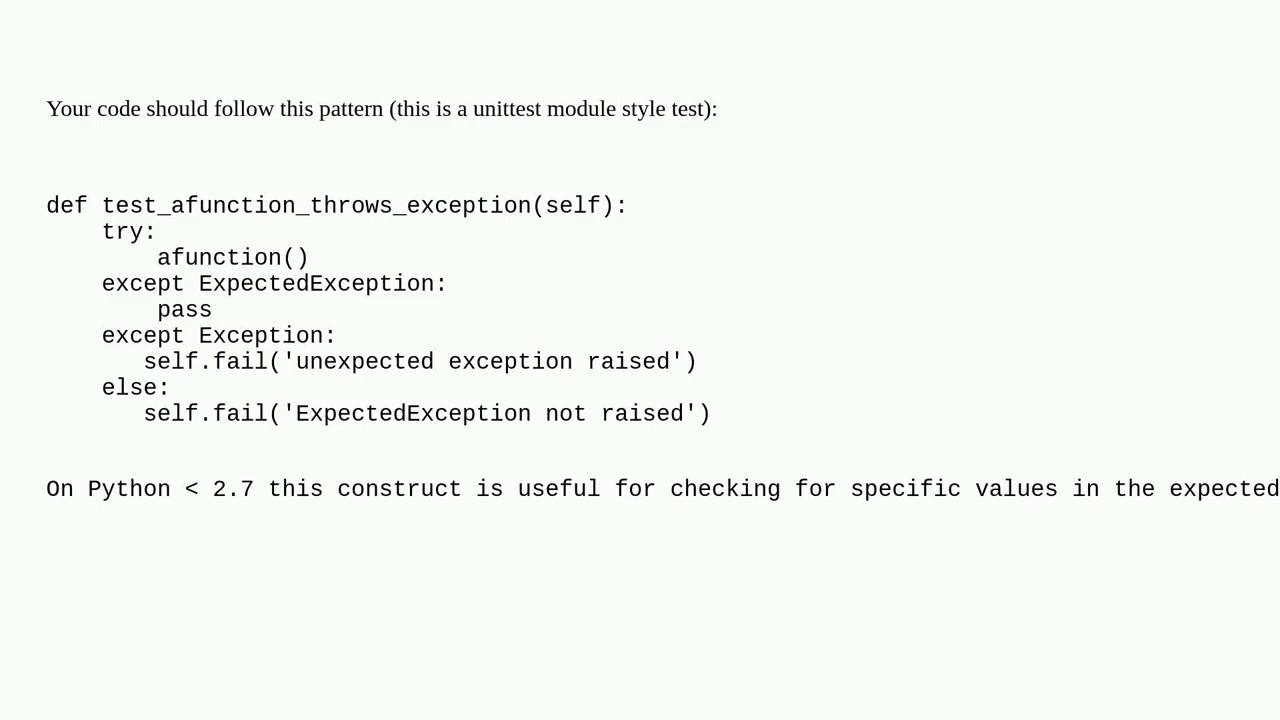 Your code should follow this pattern (this is a unittest module style test):
def test_afunction_throws_exception(self):
    try:
        afunction()
    except ExpectedException:
        pass
    except Exception:
       self.fail('unexpected exception raised')
    else:
       self.fail('ExpectedException not raised')
On Python < 2.7 this construct is useful for checking for specific values in the expected